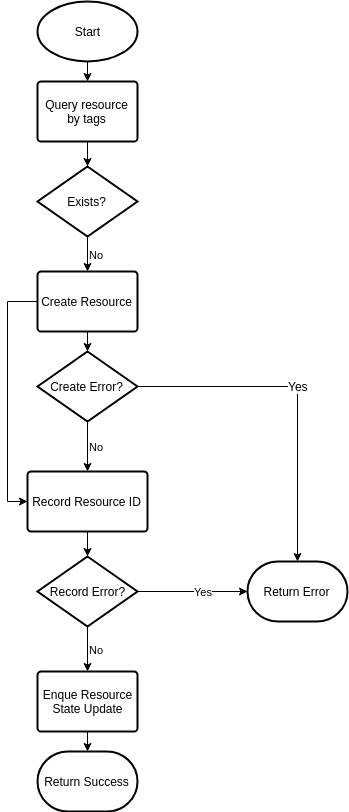 Start
Query resource
by tags
Exists?
No
Create Resource
Create Error?
Yes
No
Record Resource ID
Record Error?
Yes
Return Error
No
Enque Resource
State Update
Return Success